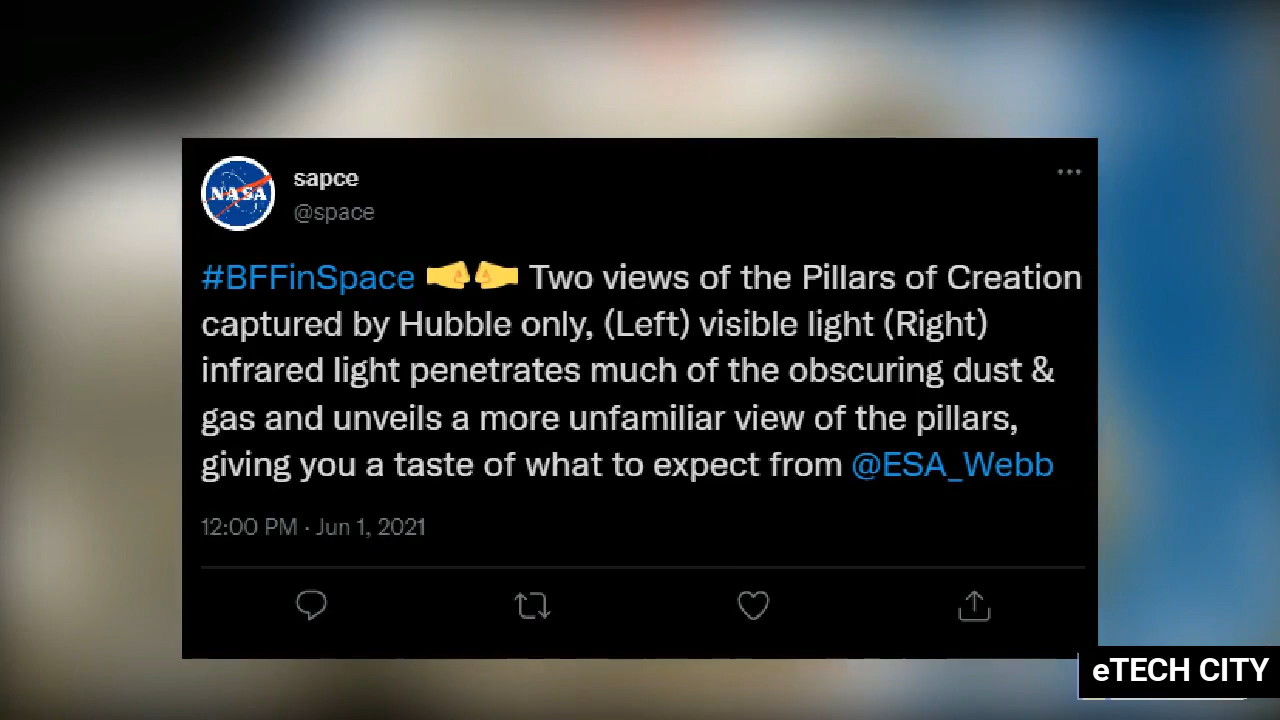 NASA
sapce
@space
#BFFinSpace 🤜🤛 Two views of the Pillars of Creation
captured by Hubble only, (Left) visible light (Right)
infrared light penetrates much of the obscuring dust &
gas and unveils a more unfamiliar view of the pillars,
giving you a taste of what to expect from @ESA_Webb
12:00 PM · Jun 1, 2021
eTECH CITY